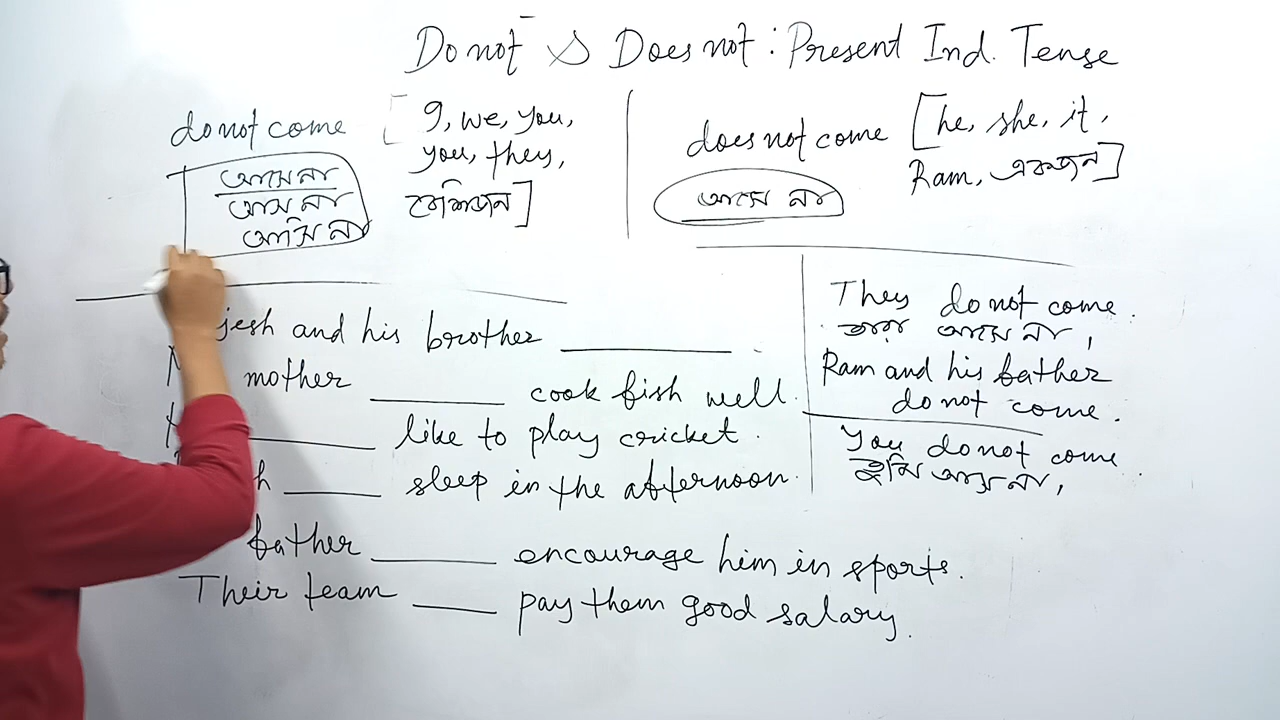 Do not & Does not : Present Ind. Tense
do not come [I, we, you,
you, they,
বেশিজন]
আসে না
আস না
আসি না
does not come [he, she, it,
Ram, একজন]
আসে না
jesh and his brother ________ .
mother ________ cook fish well.
________ like to play cricket.
h ________ sleep in the afternoon.
father ________ encourage him in sports.
Their team ____ pay them good salary.
They do not come.
তারা আসে না,
Ram and his father
do not come.
You do not come.
তুমি আস না,